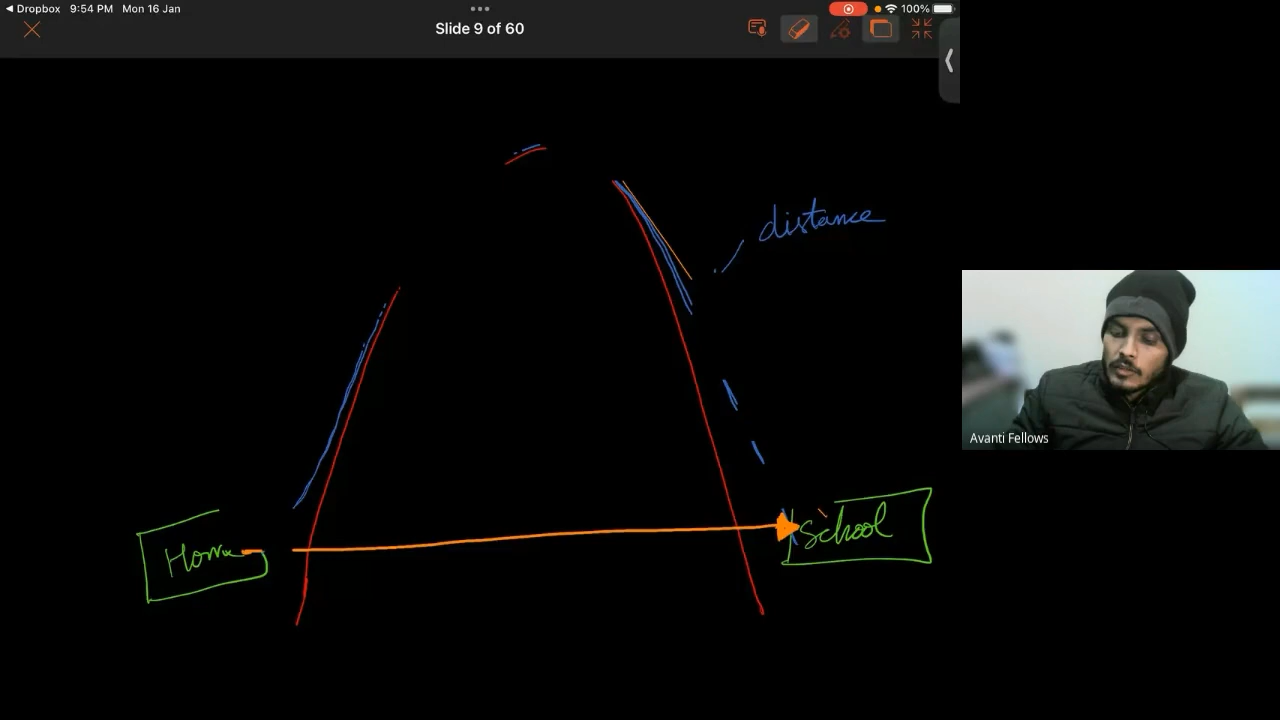 Dropbox 9:54 PM Mon 16 Jan
100%
Slide 9 of 60
distance
Avanti Fellows
Home
School